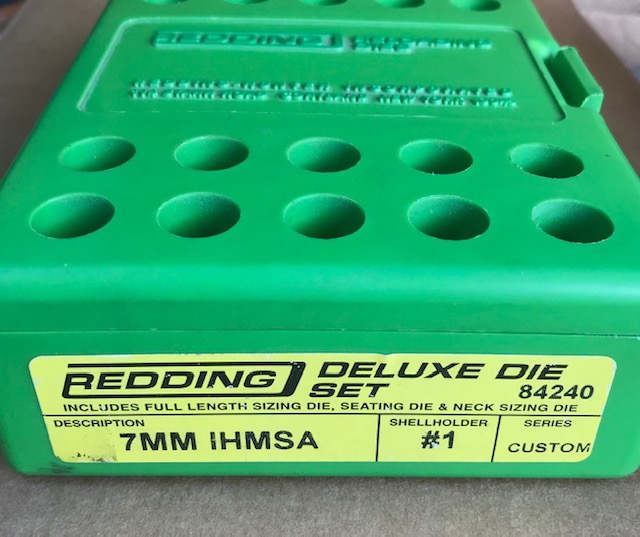 REDDING RELOADING
REDDING
DELUXE DIE
SET
84240
INCLUDES FULL LENGTH SIZING DIE, SEATING DIE & NECK SIZING DIE
DESCRIPTION
7MM IHMSA
SHELLHOLDER
#1
SERIES
CUSTOM